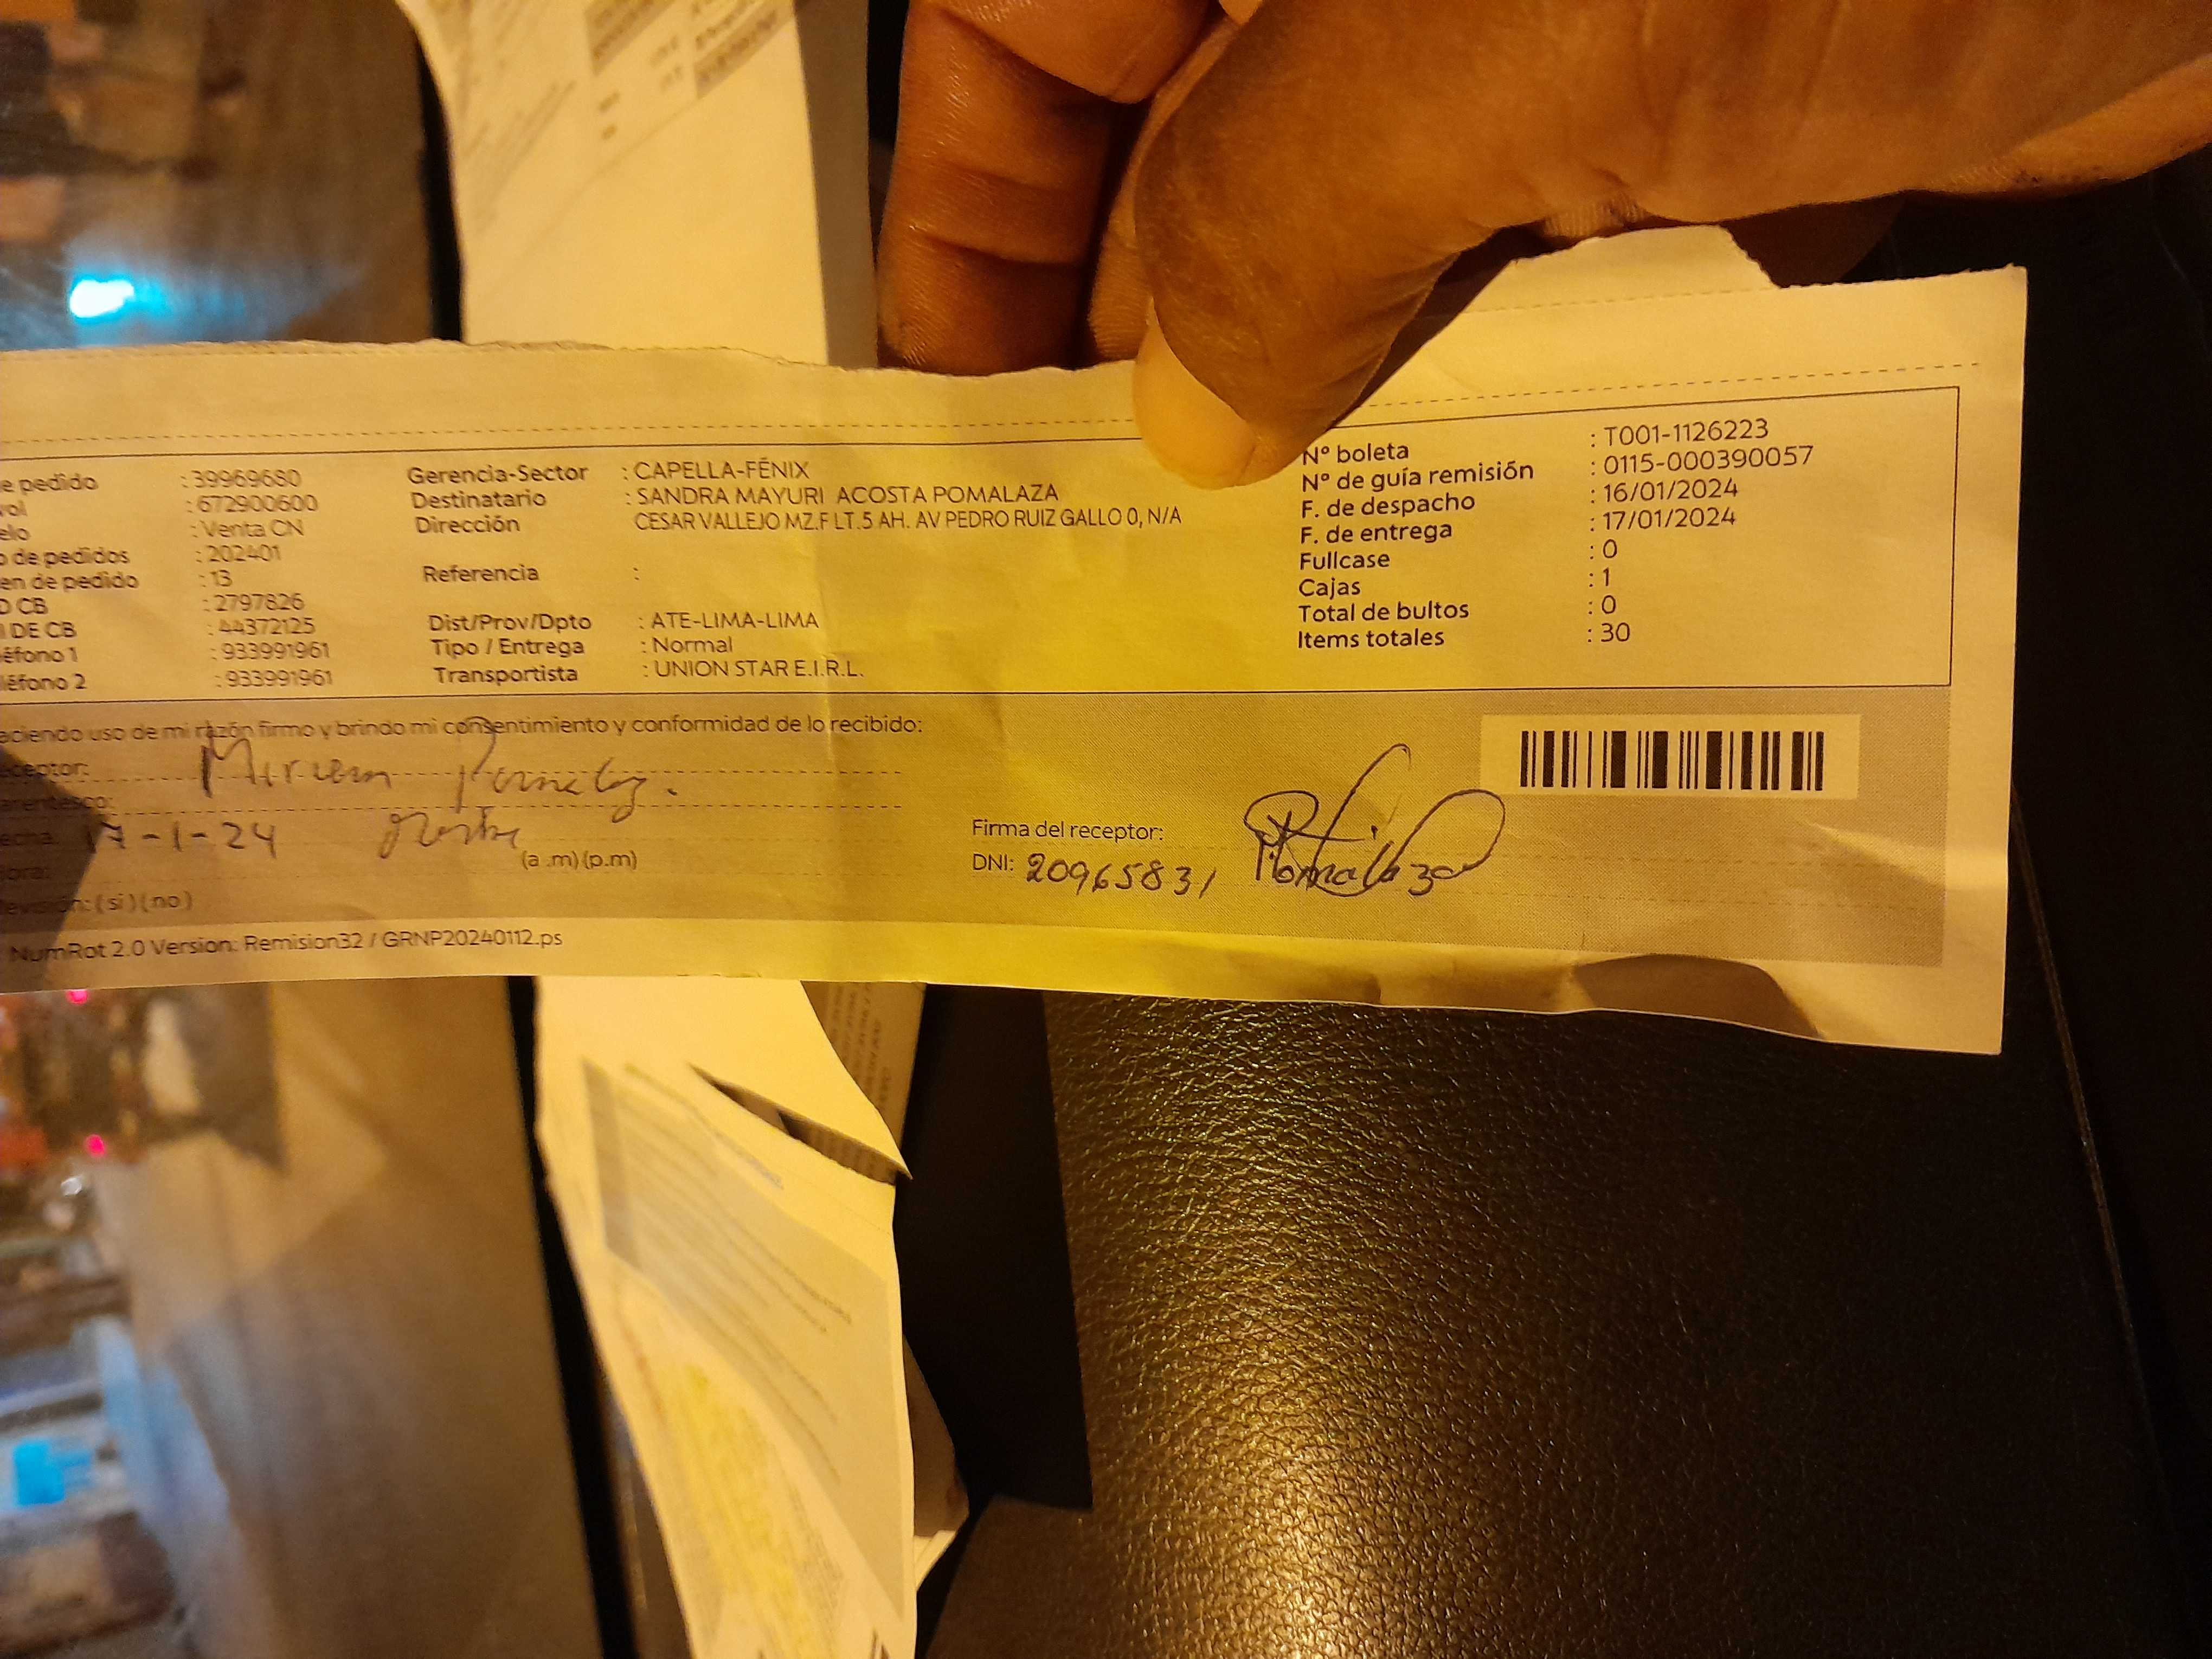 e pedido : 39969680
vol : 672900600
elo : Venta CN
o de pedidos : 202401
en de pedido : 13
D CB : 2797826
I DE CB : 44372125
éfono 1 : 933991961
léfono 2 : 933991961
Gerencia-Sector : CAPELLA-FÉNIX
Destinatario : SANDRA MAYURI ACOSTA POMALAZA
Dirección CESAR VALLEJO MZ.F LT.5 AH. AV PEDRO RUIZ GALLO 0, N/A
Referencia :
Dist/Prov/Dpto : ATE-LIMA-LIMA
Tipo / Entrega : Normal
Transportista : UNION STAR E.I.R.L.
N° boleta : T001-1126223
N° de guía remisión : 0115-000390057
F. de despacho : 16/01/2024
F. de entrega : 17/01/2024
Fullcase : 0
Cajas : 1
Total de bultos : 0
Items totales : 30
aciendo uso de mi razón firmo y brindo mi consentimiento y conformidad de lo recibido:
eceptor: Miriam Pomalaza
arentesco:
echa: 17-1-24
ora: (a .m) (p.m)
evisión: (si) (no)
Firma del receptor:
DNI: 20965831 Pomalaza
NumRot 2.0 Version: Remision32 / GRNP20240112.ps